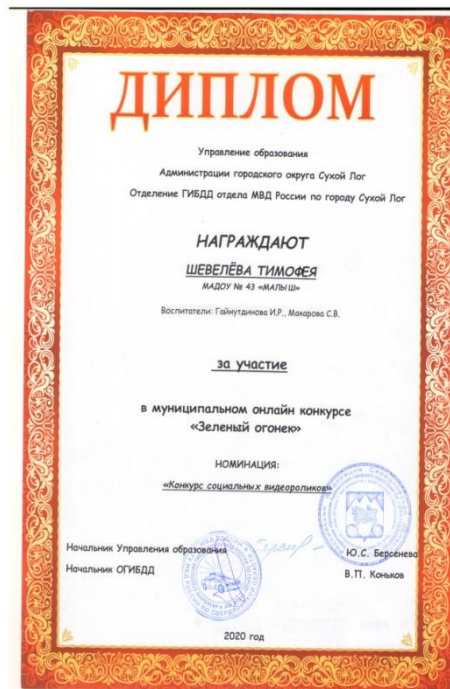 ДИПЛОМ
Управление образования
Администрации городского округа Сухой Лог
Отделение ГИБДД отдела МВД России по городу Сухой Лог
НАГРАЖДАЮТ
ШЕВЕЛЁВА ТИМОФЕЯ
МАДОУ № 43 «МАЛЫШ»
Воспитатели: Гайнутдинова И.Р., Макарова С.В.
за участие
в муниципальном онлайн конкурсе
«Зеленый огонек»
НОМИНАЦИЯ:
«Конкурс социальных видеороликов»
Начальник Управления образования Ю.С. Берсенева
Начальник ОГИБДД В.П. Коньков
2020 год